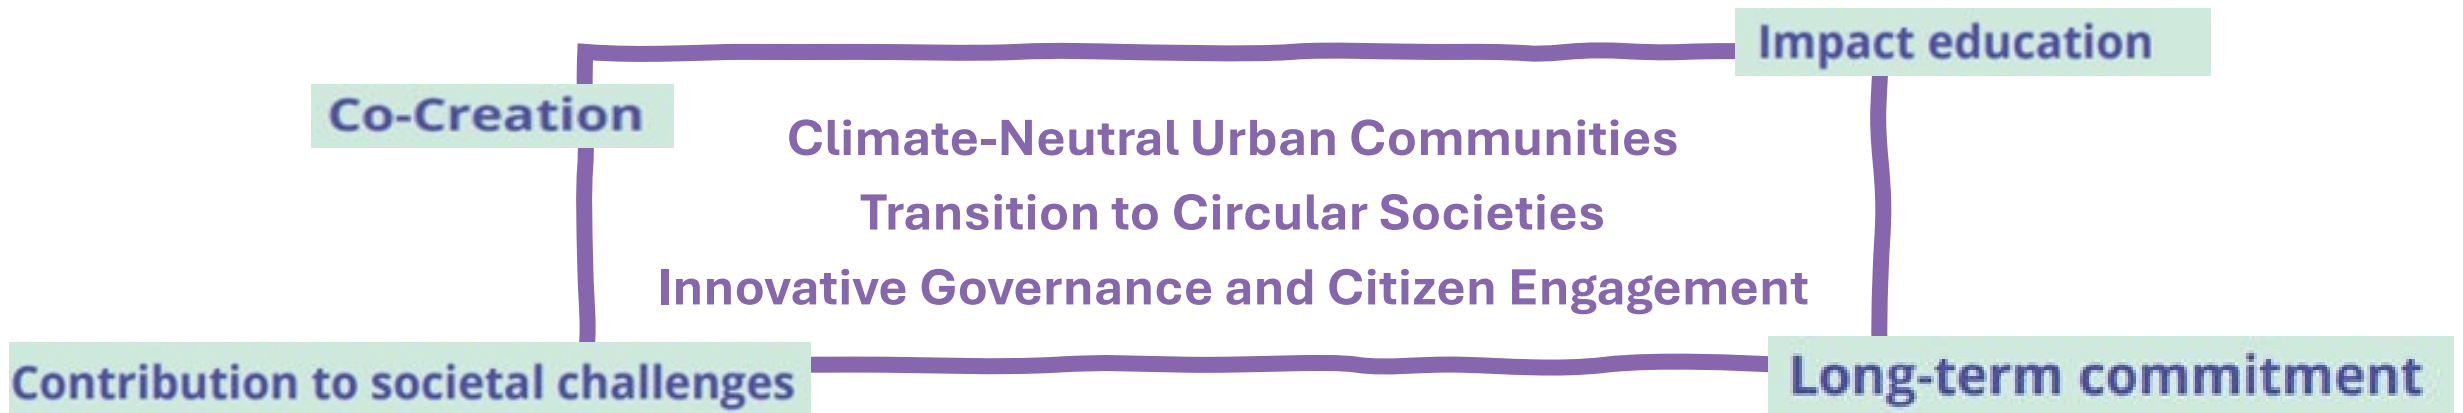 Impact education
Co-Creation
Climate-Neutral Urban Communities
Transition to Circular Societies
Innovative Governance and Citizen Engagement
Contribution to societal challenges
Long-term commitment